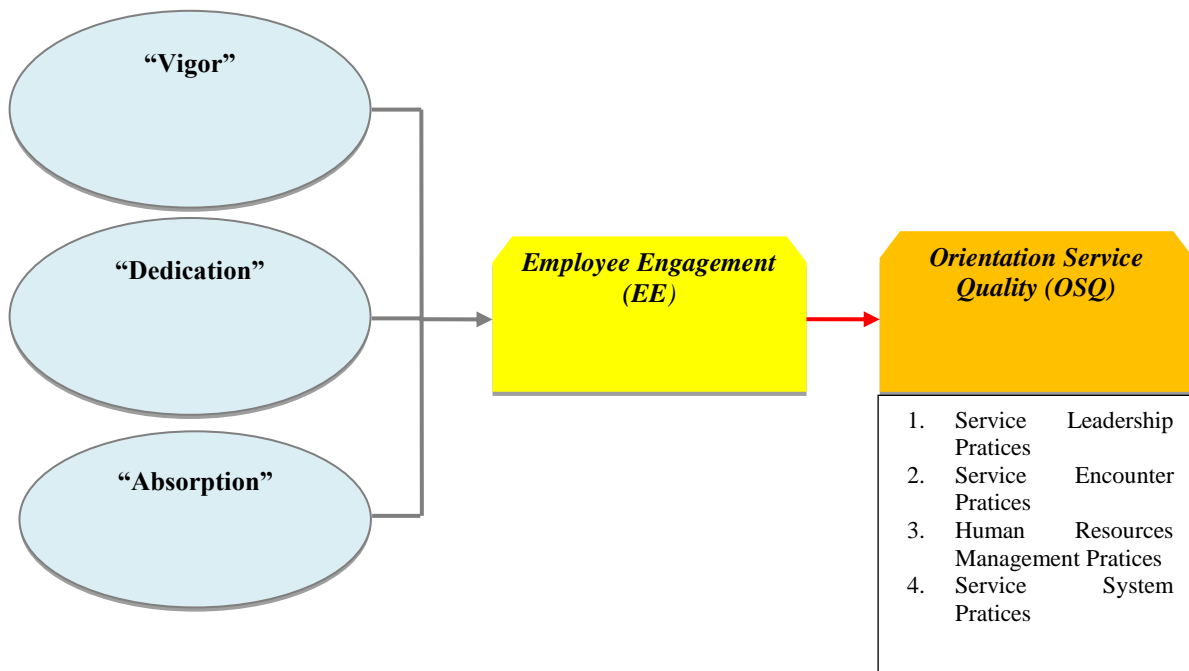 “Vigor”
“Dedication”
“Absorption”
Employee Engagement
(EE)
Orientation Service
Quality (OSQ)
1. Service Leadership
Pratices
2. Service Encounter
Pratices
3. Human Resources
Management Pratices
4. Service System
Pratices